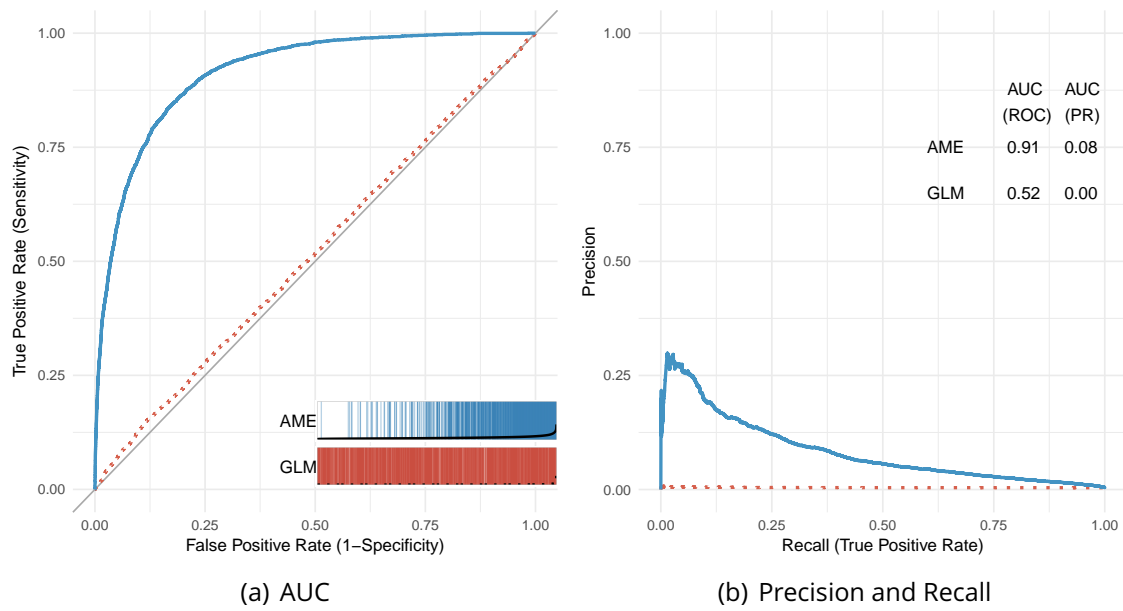 1.00
0.75
0.50
0.25
0.00
True Positive Rate (Sensitivity)
AME
GLM
0.00 0.25 0.50 0.75 1.00
False Positive Rate (1−Specificity)
(a) AUC
1.00
0.75
0.50
0.25
0.00
Precision
AUC AUC
(ROC) (PR)
AME 0.91 0.08
GLM 0.52 0.00
0.00 0.25 0.50 0.75 1.00
Recall (True Positive Rate)
(b) Precision and Recall